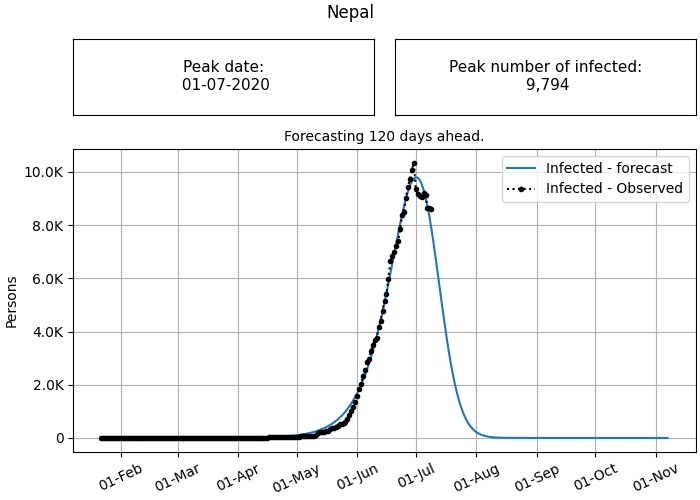 Nepal
Peak date:
01-07-2020
Peak number of infected:
9,794
Forecasting 120 days ahead.
Infected - forecast
Infected - Observed
Persons
10.0K
8.0K
6.0K
4.0K
2.0K
0
01-Feb
01-Mar
01-Apr
01-May
01-Jun
01-Jul
01-Aug
01-Sep
01-Oct
01-Nov